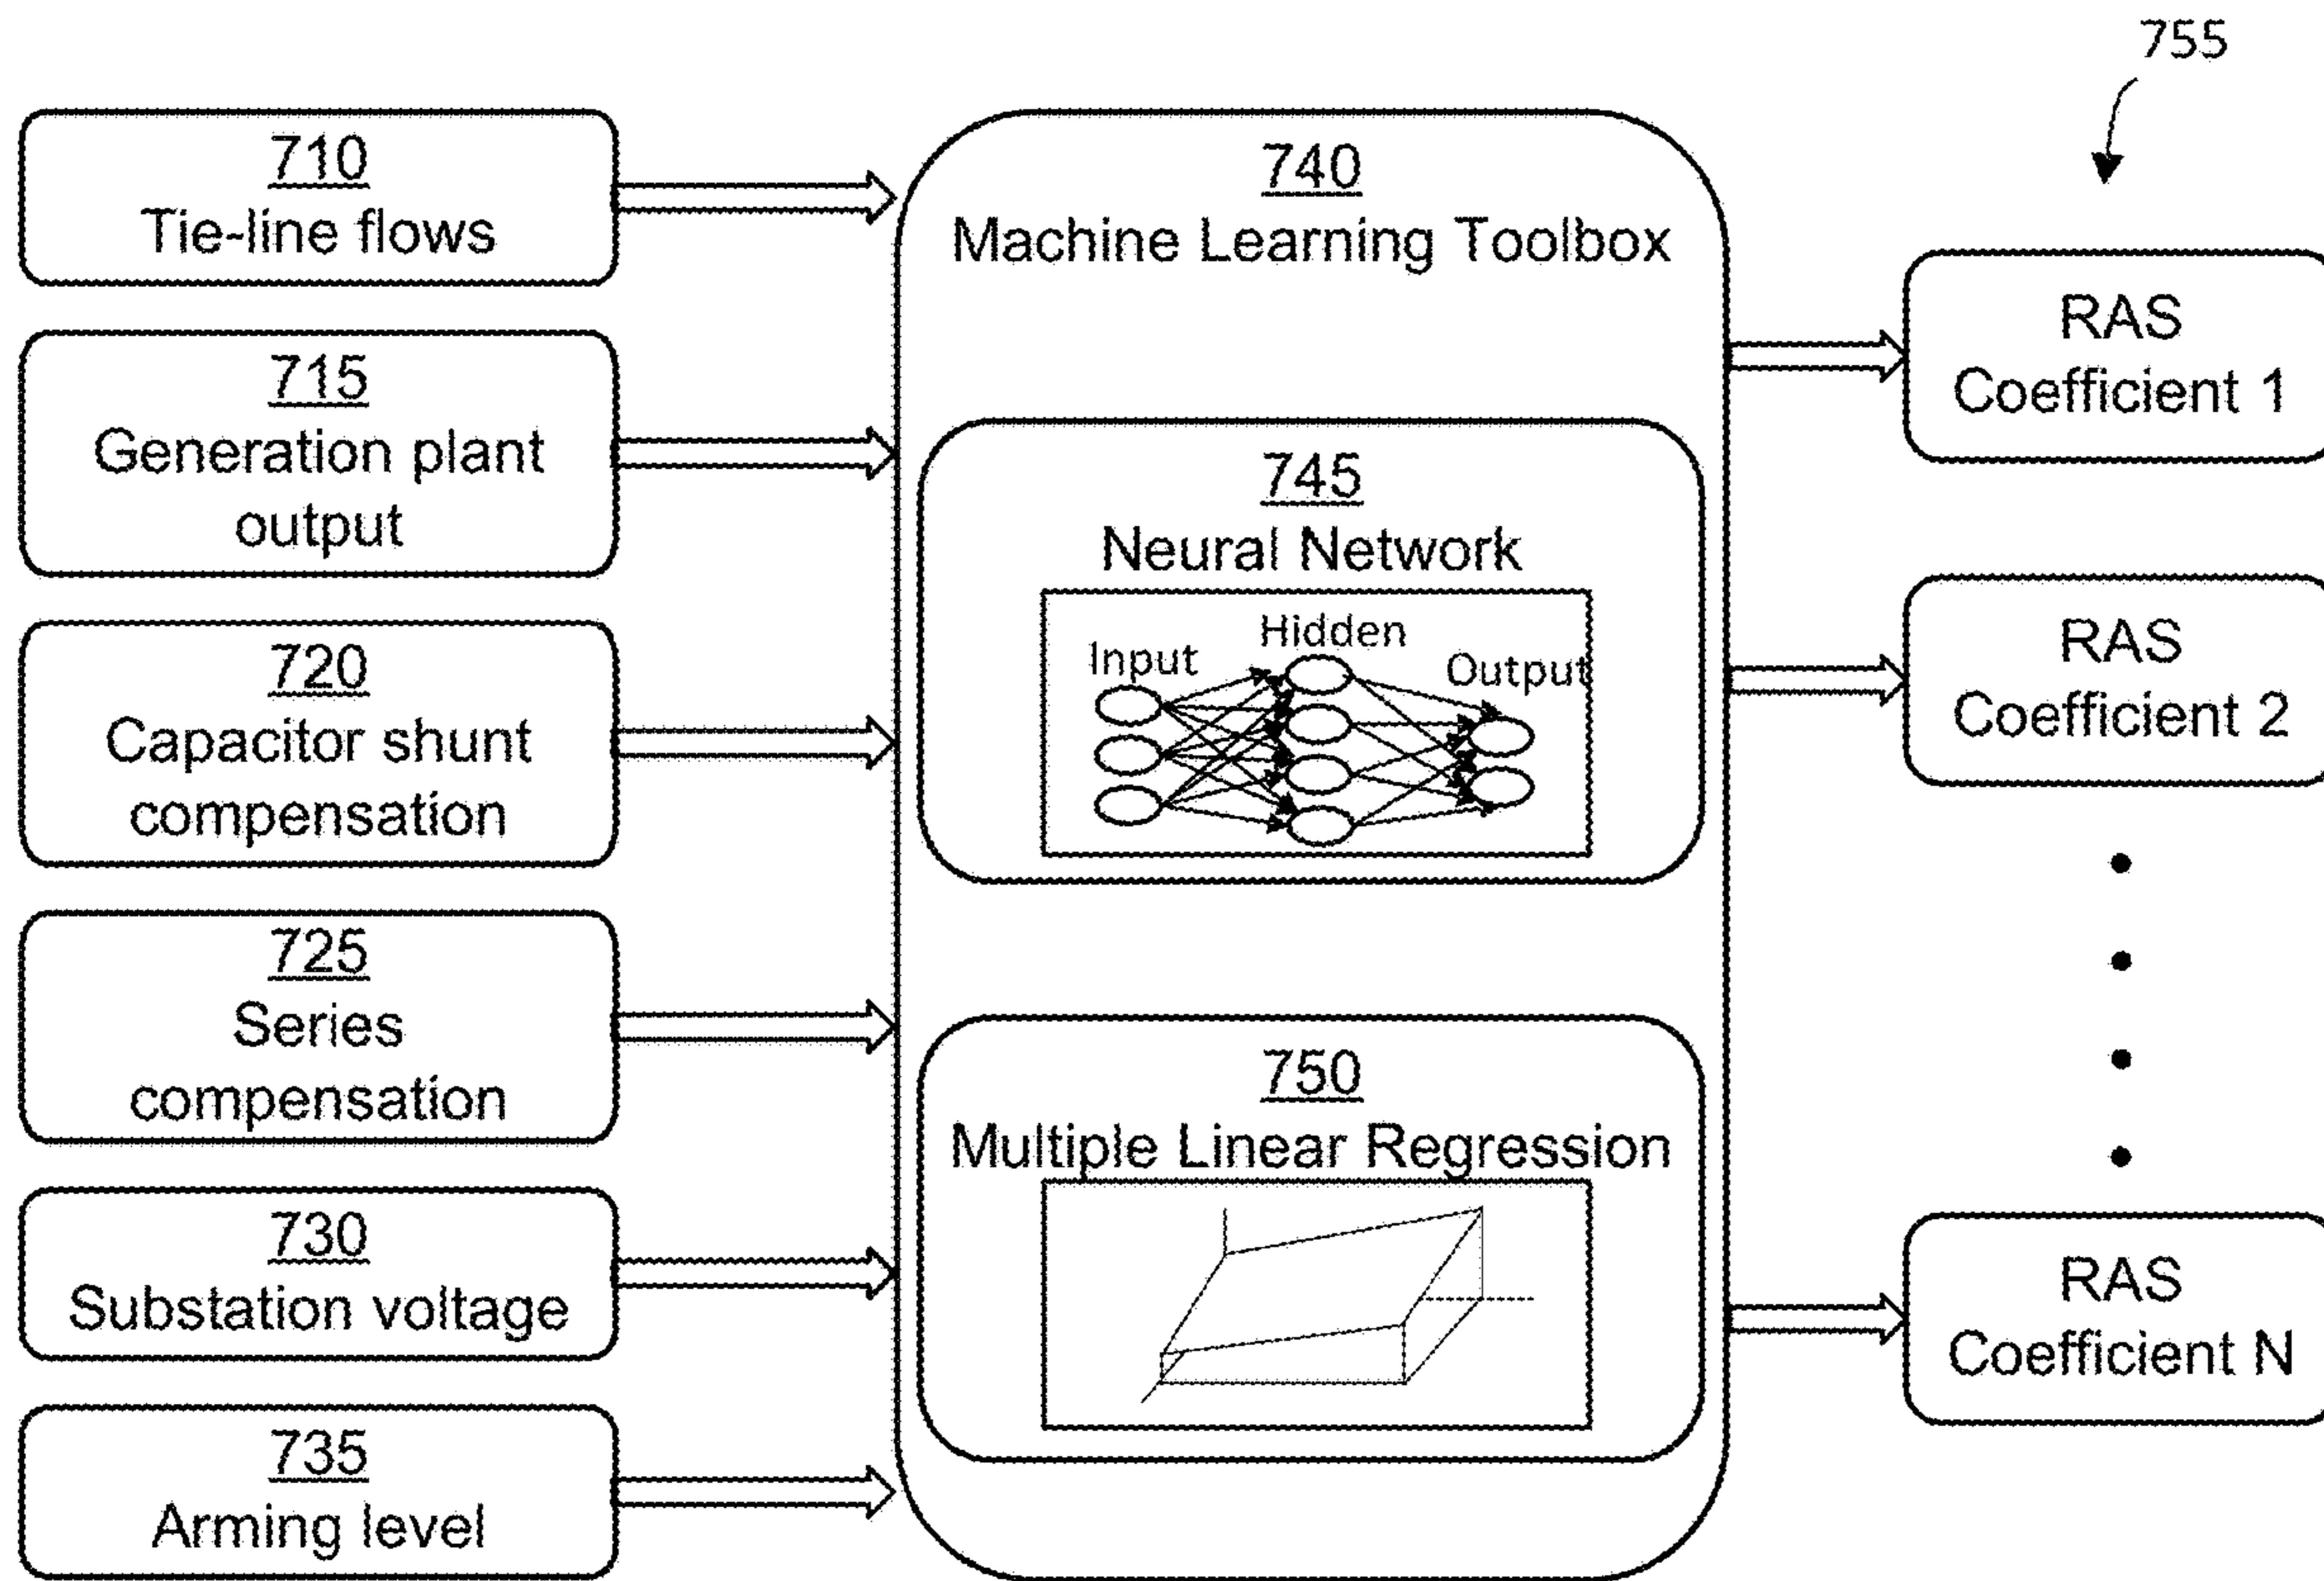 755
710
Tie-line flows
715
Generation plant
output
720
Capacitor shunt
compensation
725
Series
compensation
730
Substation voltage
735
Arming level
740
Machine Learning Toolbox
745
Neural Network
Input
Hidden
Output
750
Multiple Linear Regression
RAS
Coefficient 1
RAS
Coefficient 2
RAS
Coefficient N